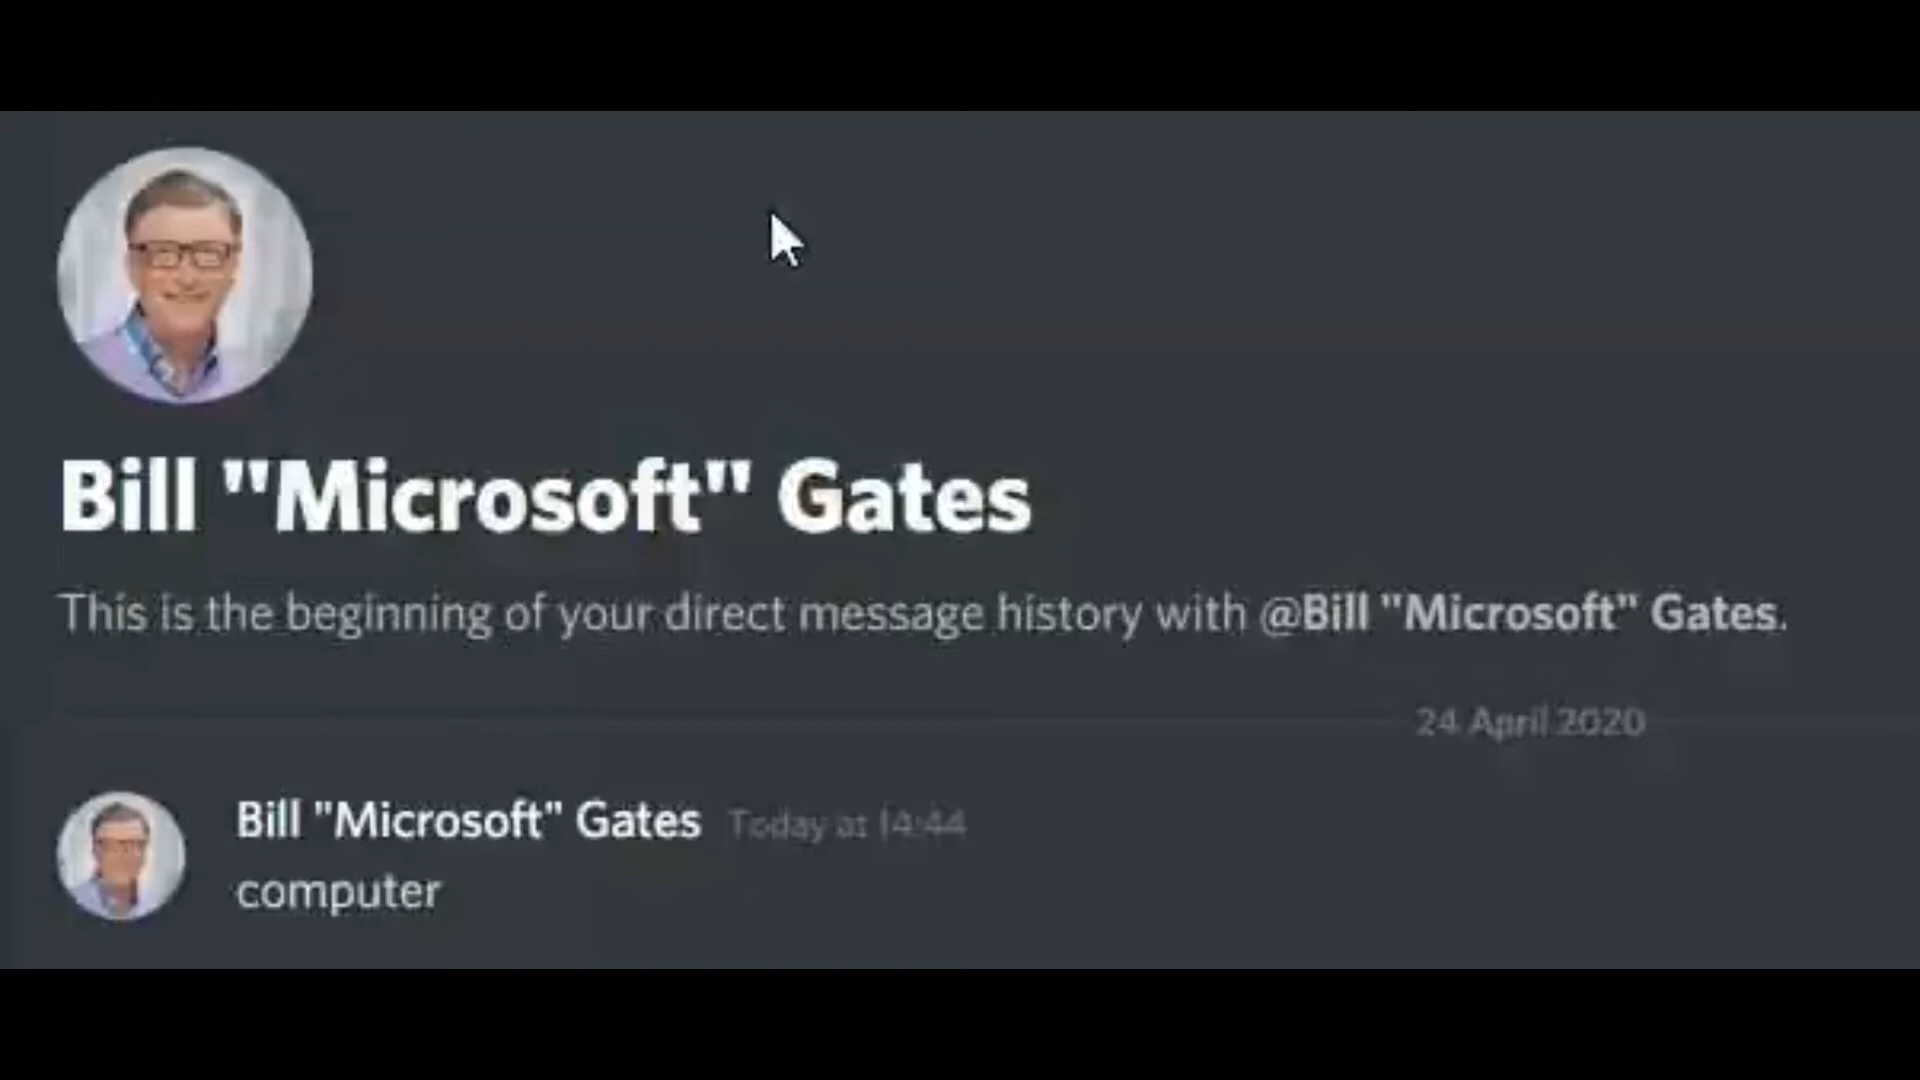 Bill "Microsoft" Gates
This is the beginning of your direct message history with @Bill "Microsoft" Gates.
24 April 2020
Bill "Microsoft" Gates Today at 14:44
computer